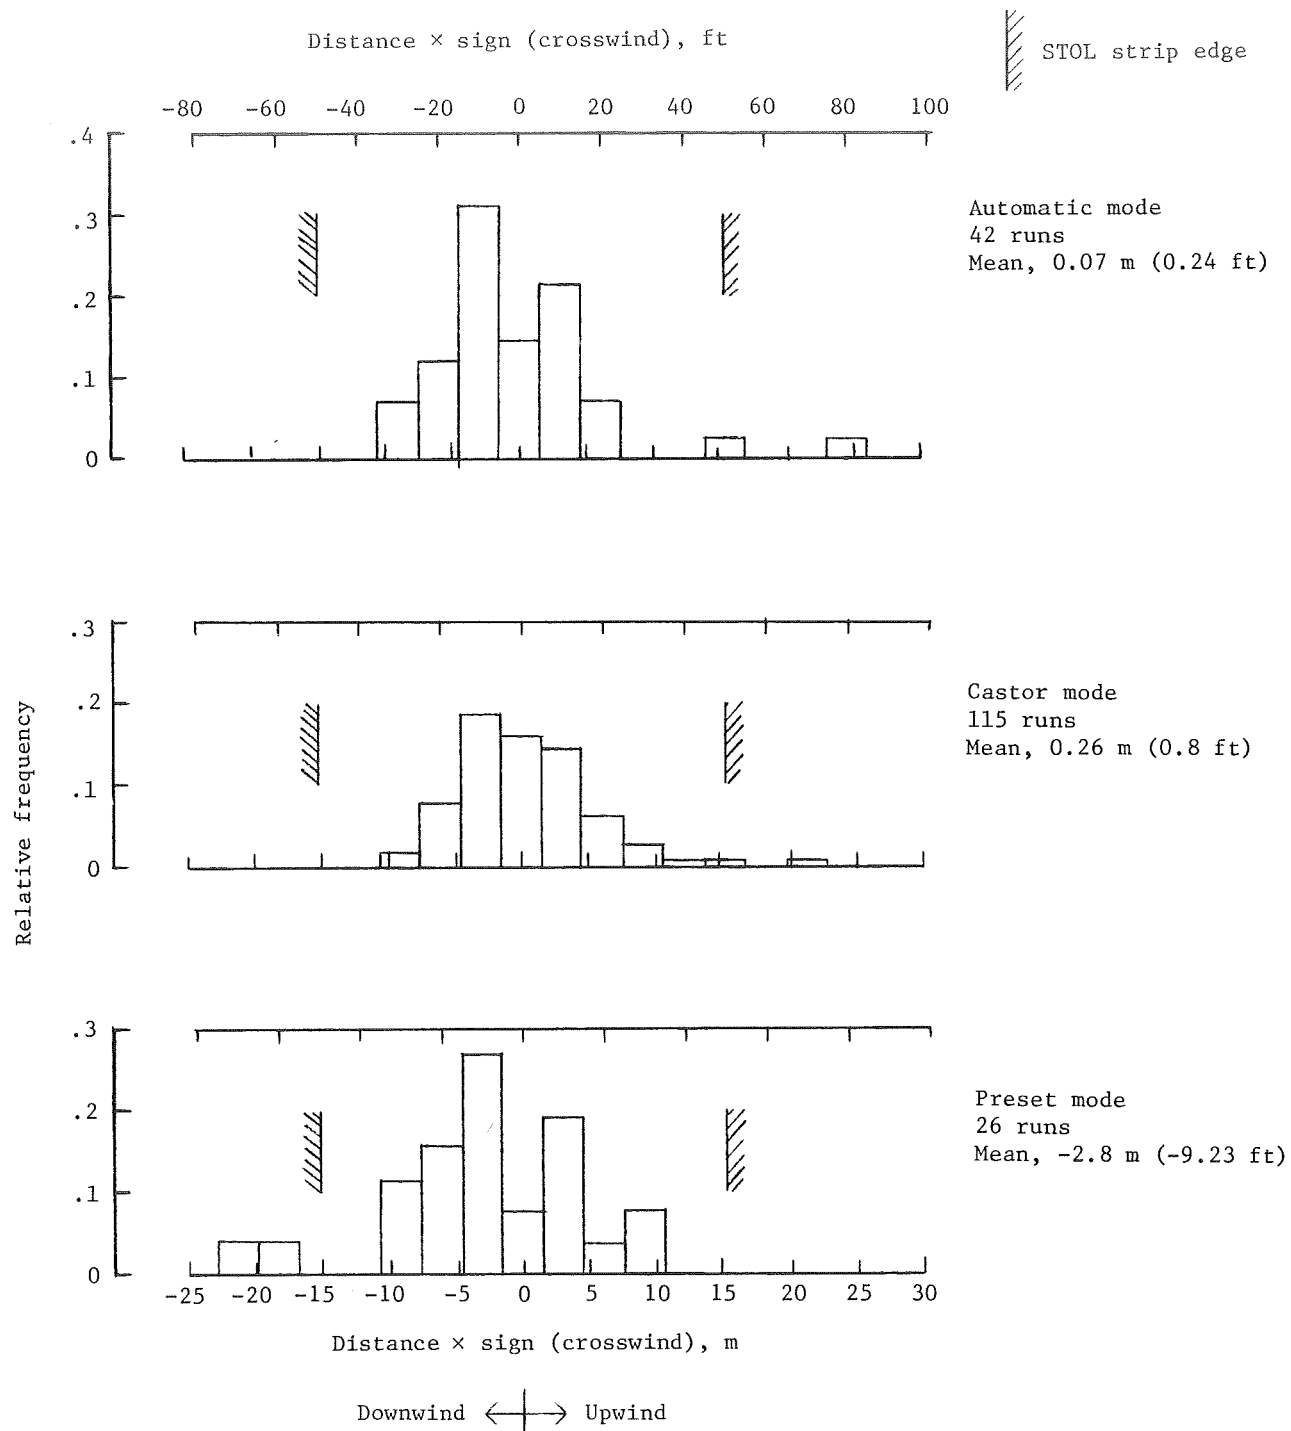 Distance × sign (crosswind), ft
STOL strip edge
-80 -60 -40 -20 0 20 40 60 80 100
.4
.3
.2
.1
0
Automatic mode
42 runs
Mean, 0.07 m (0.24 ft)
.3
.2
.1
0
Castor mode
115 runs
Mean, 0.26 m (0.8 ft)
Relative frequency
.3
.2
.1
0
Preset mode
26 runs
Mean, -2.8 m (-9.23 ft)
-25 -20 -15 -10 -5 0 5 10 15 20 25 30
Distance × sign (crosswind), m
Downwind Upwind